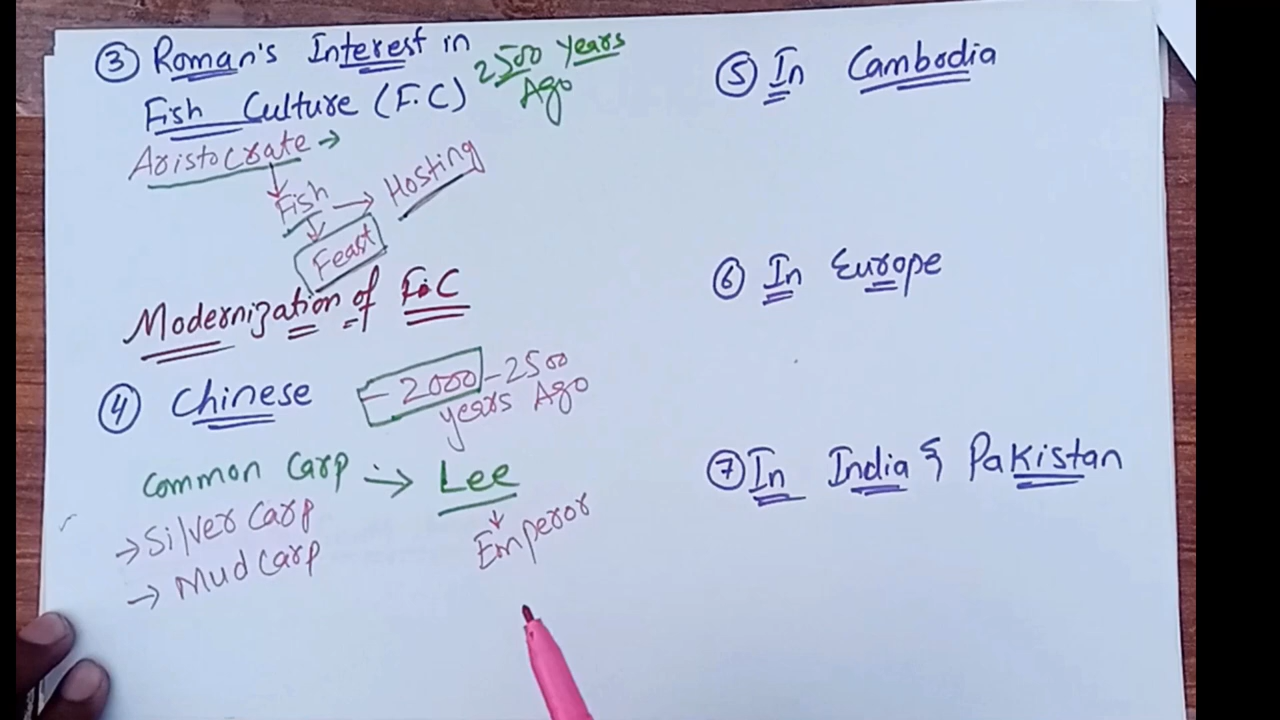 ③ Roman's Interest in
Fish Culture (F.C)
2500 Years
Ago
Aristocrate →
Fish → Hosting
Feast
Modernization of F.C
④ Chinese
- 2000 - 2500
years Ago
Common Carp → Lee
→ Silver Carp
Emperor
→ Mud Carp
⑤ In Cambodia
⑥ In Europe
⑦ In India & Pakistan